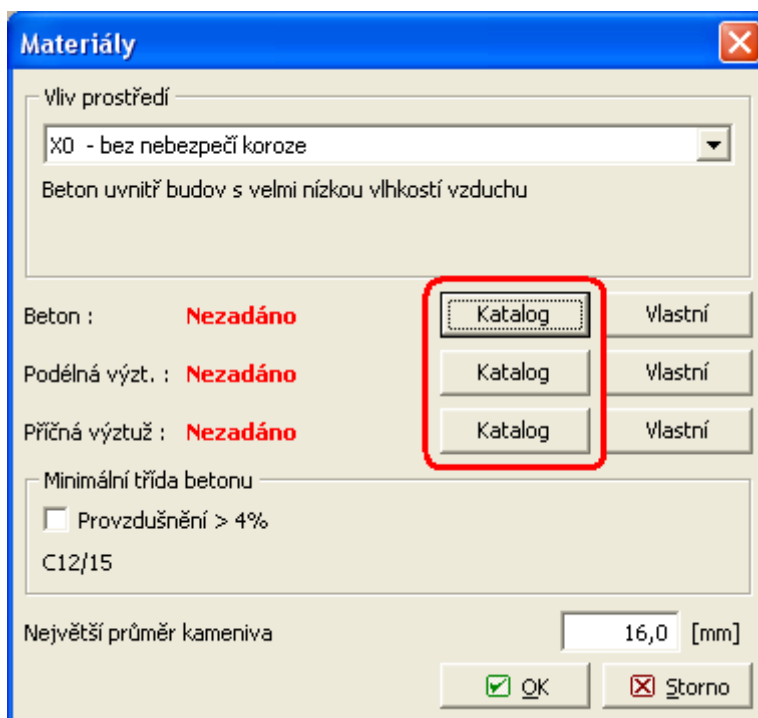 Materiály
Vliv prostředí
X0 - bez nebezpečí koroze
Beton uvnitř budov s velmi nízkou vlhkostí vzduchu
Beton : Nezadáno Katalog Vlastní
Podélná výzt. : Nezadáno Katalog Vlastní
Příčná výztuž : Nezadáno Katalog Vlastní
Minimální třída betonu
Provzdušnění > 4%
C12/15
Největší průměr kameniva 16,0 [mm]
OK Storno